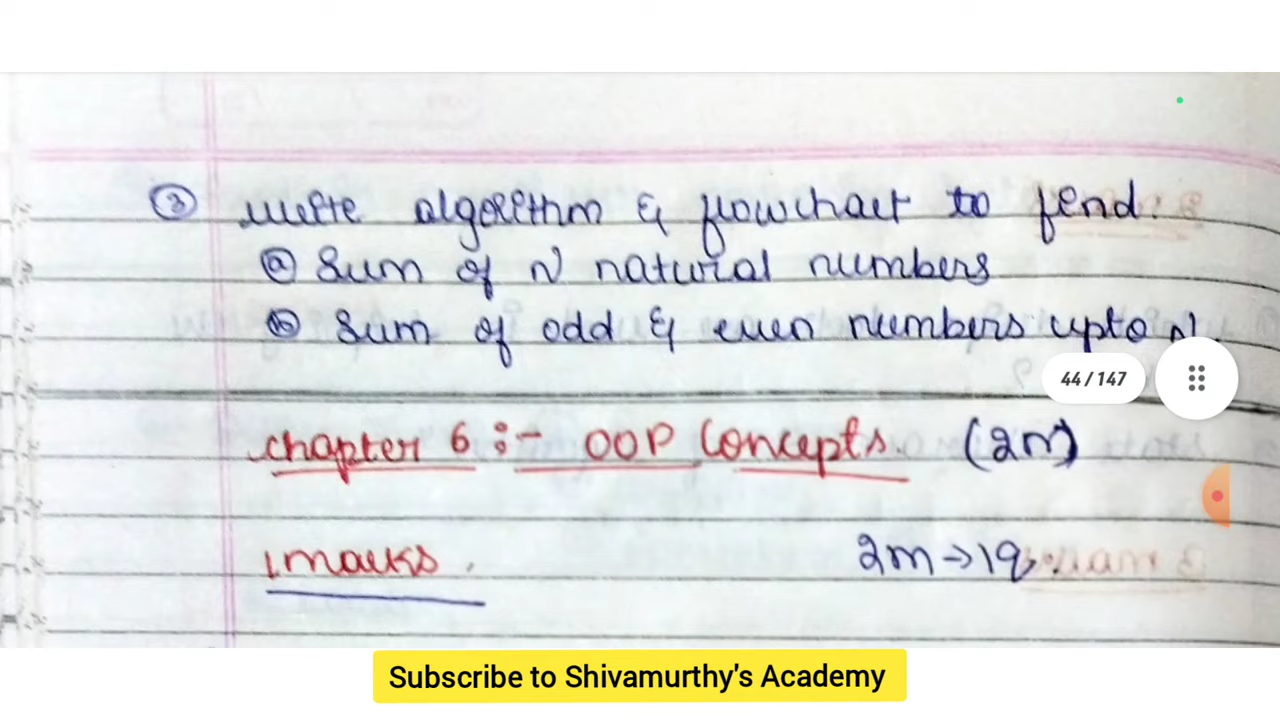 ③ write algorithm & flowchart to find.
ⓐ Sum of N natural numbers
ⓑ Sum of odd & even numbers upto N.
44 / 147
chapter 6 :- OOP Concepts. (2m)
1 marks. 2m → 1q.
Subscribe to Shivamurthy's Academy